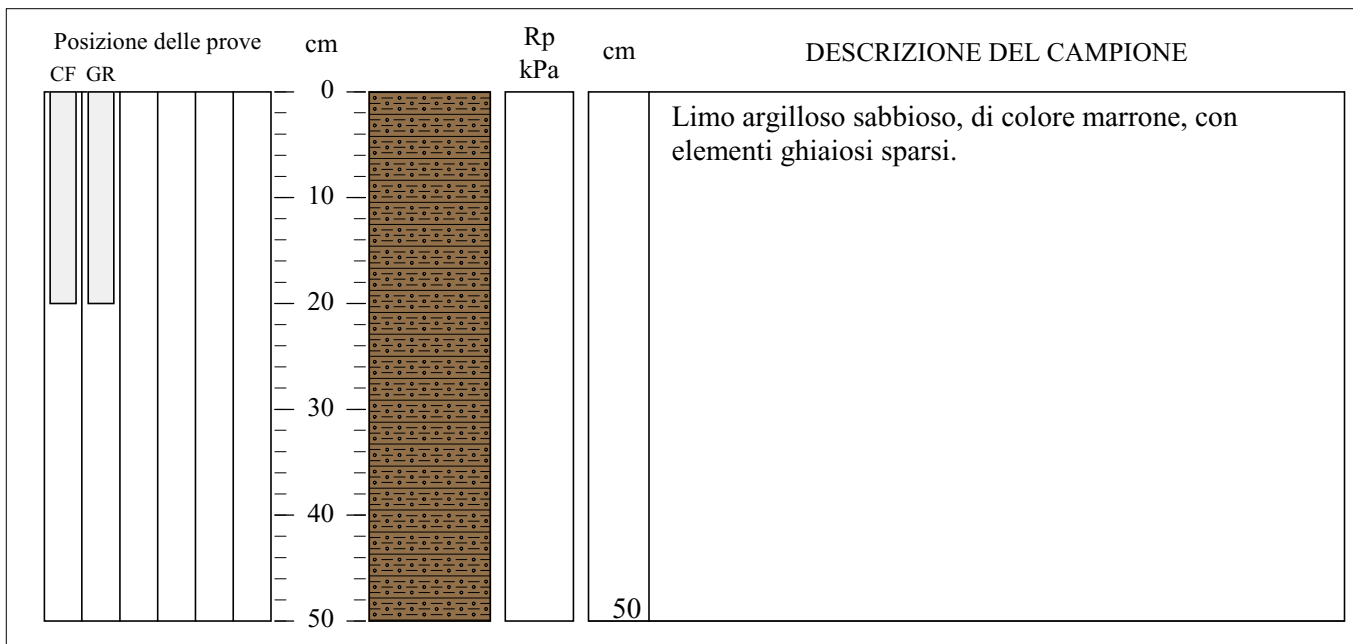 Posizione delle prove
cm
Rp
kPa
cm
DESCRIZIONE DEL CAMPIONE
CF GR
0
10
20
30
40
50
50
Limo argilloso sabbioso, di colore marrone, con
elementi ghiaiosi sparsi.